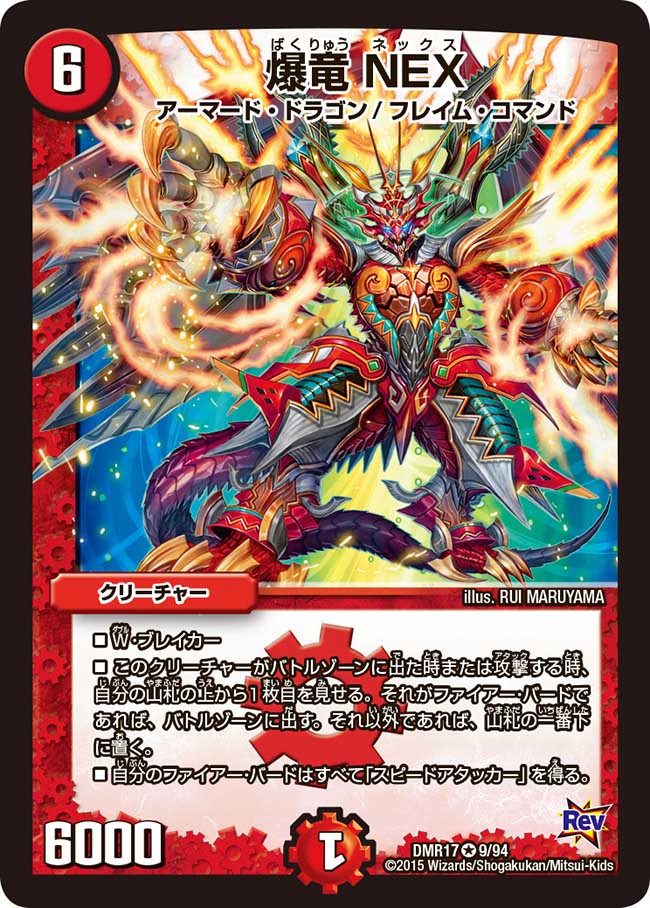 6
ばくりゅう ネックス
爆竜 NEX
アーマード・ドラゴン / フレイム・コマンド
クリーチャー
illus. RUI MARUYAMA
■W・ブレイカー
■このクリーチャーがバトルゾーンに出た時または攻撃する時、
自分の山札の上から1枚目を見せる。それがファイアー・バードで
あれば、バトルゾーンに出す。それ以外であれば、山札の一番下
に置く。
■自分のファイアー・バードはすべて「スピードアタッカー」を得る。
6000
1
Rev
DMR17 ✪ 9/94
©2015 Wizards/Shogakukan/Mitsui-Kids